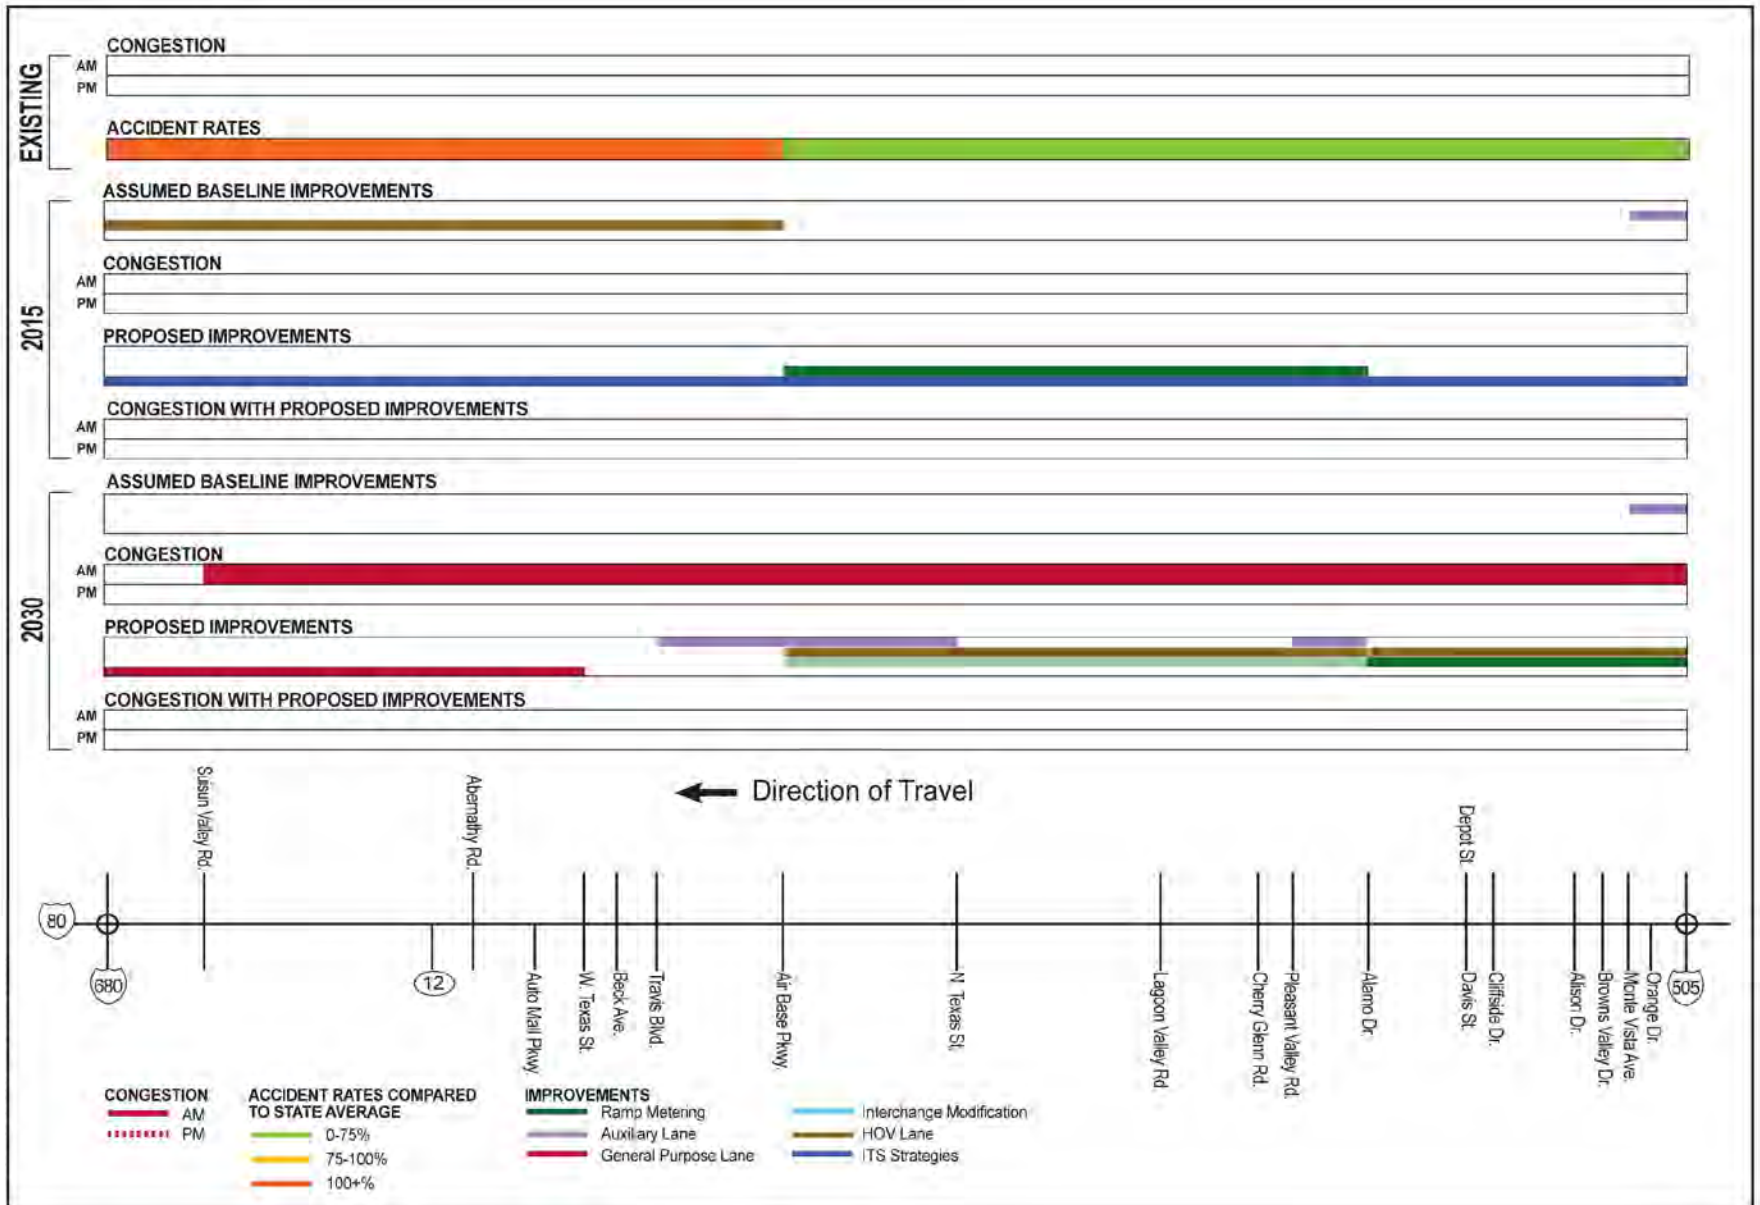 CONGESTION
AM
PM
EXISTING
ACCIDENT RATES
ASSUMED BASELINE IMPROVEMENTS
CONGESTION
AM
PM
2015
PROPOSED IMPROVEMENTS
CONGESTION WITH PROPOSED IMPROVEMENTS
AM
PM
ASSUMED BASELINE IMPROVEMENTS
CONGESTION
AM
PM
2030
PROPOSED IMPROVEMENTS
CONGESTION WITH PROPOSED IMPROVEMENTS
AM
PM
Direction of Travel
Suisun Valley Rd.
Abernathy Rd.
Depot St.
80
680
12
Auto Mall Pkwy.
W. Texas St.
Beck Ave.
Travis Blvd.
Air Base Pkwy.
N. Texas St.
Lagoon Valley Rd.
Cherry Glenn Rd.
Pleasant Valley Rd.
Alamo Dr.
Davis St.
Cliffside Dr.
Alison Dr.
Browns Valley Dr.
Monte Vista Ave.
Orange Dr.
505
CONGESTION
AM
PM
ACCIDENT RATES COMPARED
TO STATE AVERAGE
0-75%
75-100%
100+%
IMPROVEMENTS
Ramp Metering
Auxiliary Lane
General Purpose Lane
Interchange Modification
HOV Lane
ITS Strategies